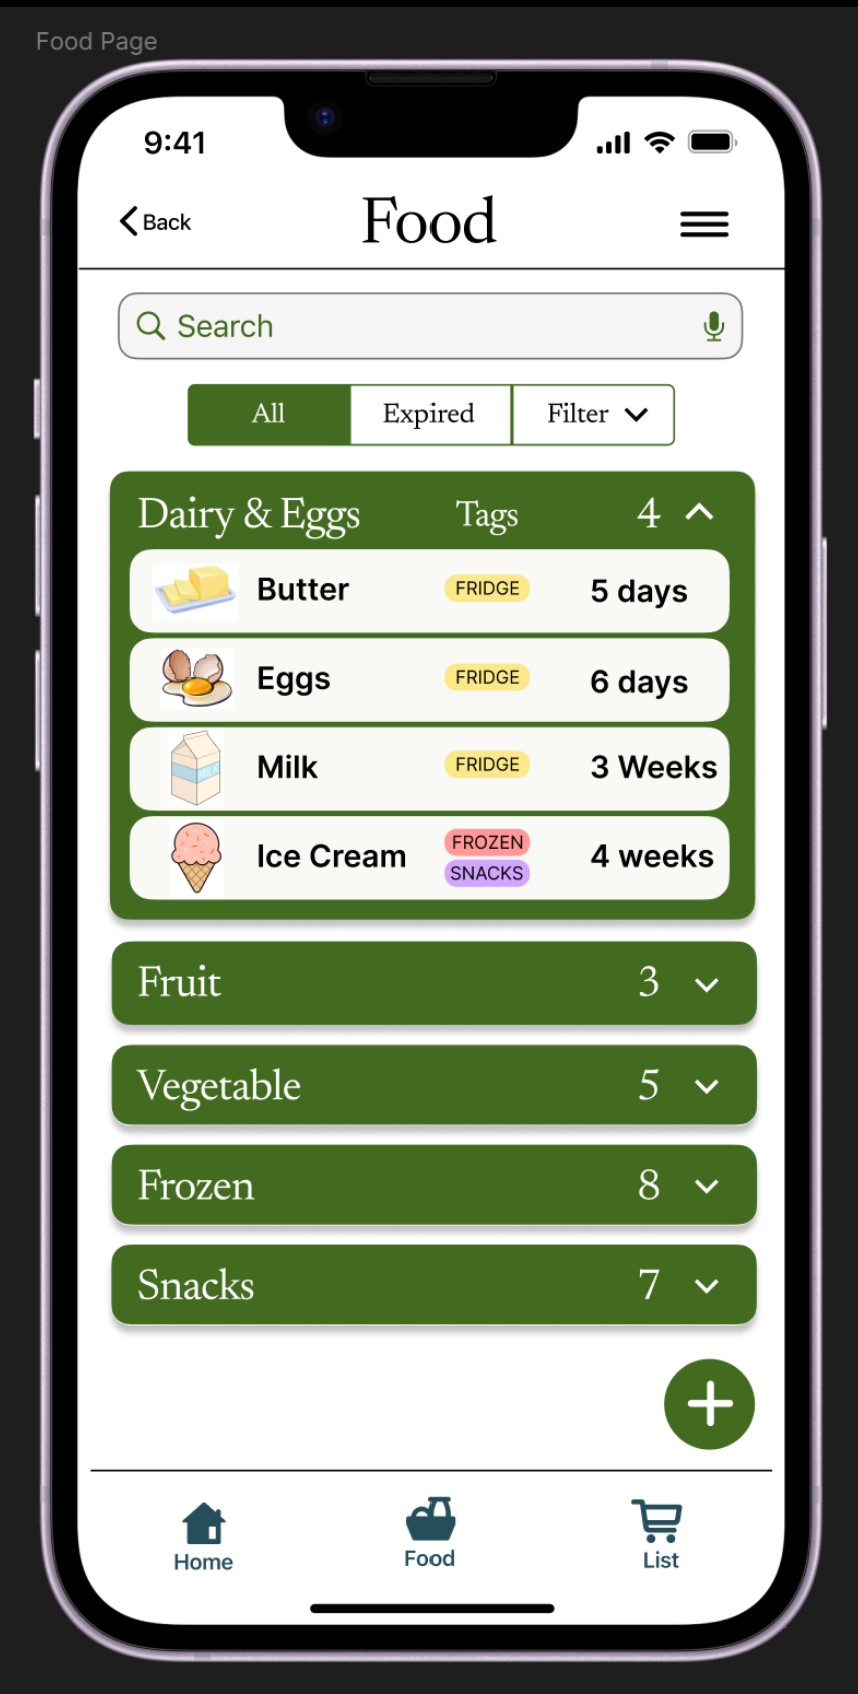 Food Page
9:41
Back
Food
Search
All Expired Filter
Dairy & Eggs Tags 4
Butter FRIDGE 5 days
Eggs FRIDGE 6 days
MILK
Milk FRIDGE 3 Weeks
Ice Cream FROZEN 4 weeks
SNACKS
Fruit 3
Vegetable 5
Frozen 8
Snacks 7
Home Food List